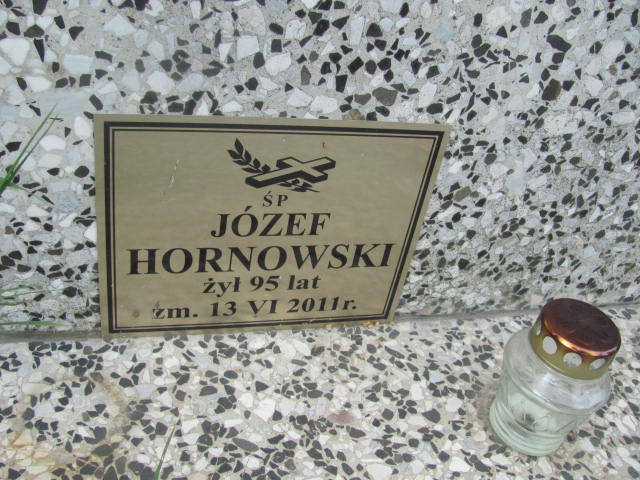 ŚP
JÓZEF
HORNOWSKI
żył 95 lat
zm. 13 VI 2011r.